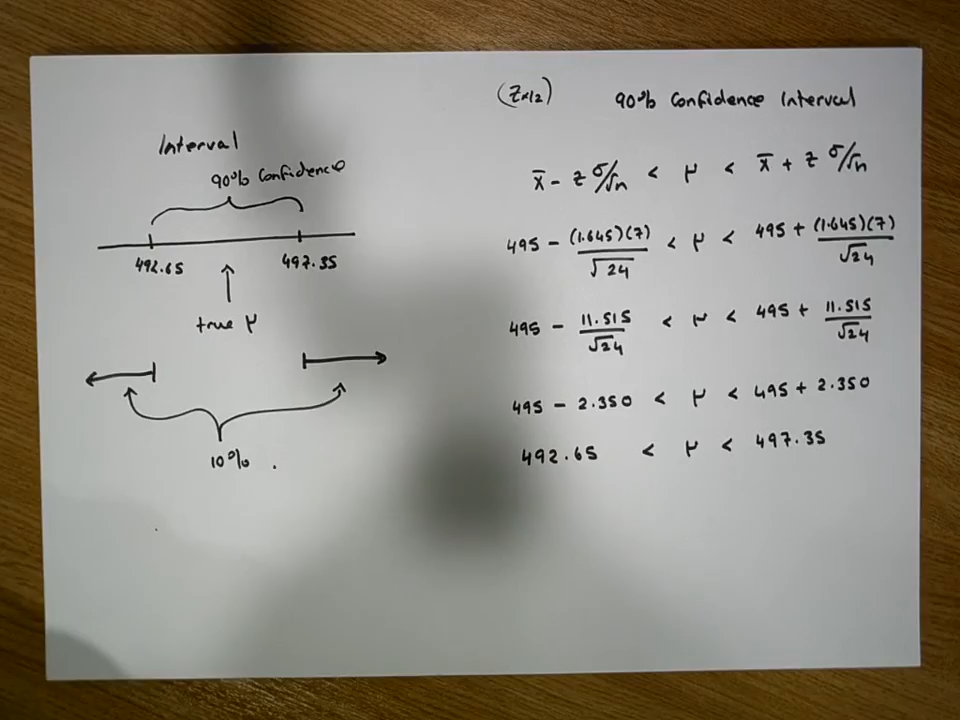 Interval
90% Confidence
492.65 497.35
true μ
10%
(Zα/2) 90% Confidence Interval
x̄ - z σ/√n < μ < x̄ + z σ/√n
495 - (1.645)(7)/√24 < μ < 495 + (1.645)(7)/√24
495 - 11.515/√24 < μ < 495 + 11.515/√24
495 - 2.350 < μ < 495 + 2.350
492.65 < μ < 497.35